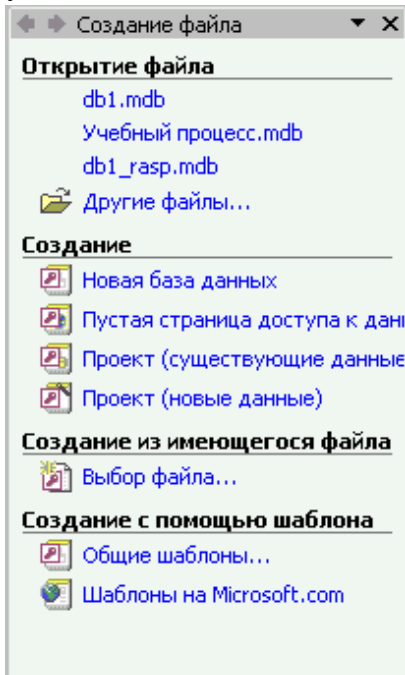 Создание файла
Открытие файла
db1.mdb
Учебный процесс.mdb
db1_rasp.mdb
Другие файлы...
Создание
Новая база данных
Пустая страница доступа к данн
Проект (существующие данные
Проект (новые данные)
Создание из имеющегося файла
Выбор файла...
Создание с помощью шаблона
Общие шаблоны...
Шаблоны на Microsoft.com